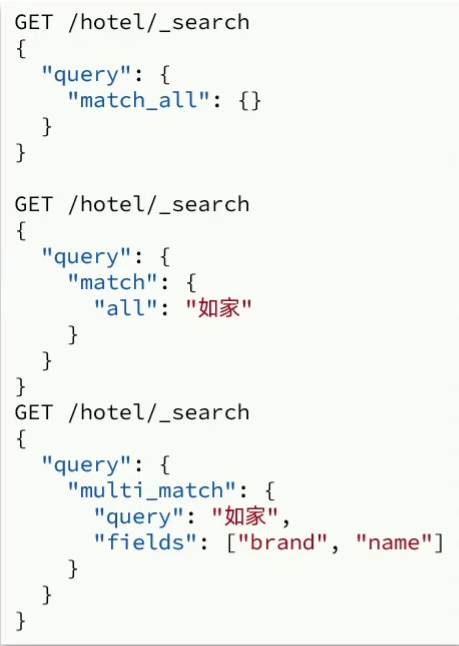 GET /hotel/_search
{
  "query": {
    "match_all": {}
  }
}

GET /hotel/_search
{
  "query": {
    "match": {
      "all": "如家"
    }
  }
}
GET /hotel/_search
{
  "query": {
    "multi_match": {
      "query": "如家",
      "fields": ["brand", "name"]
    }
  }
}